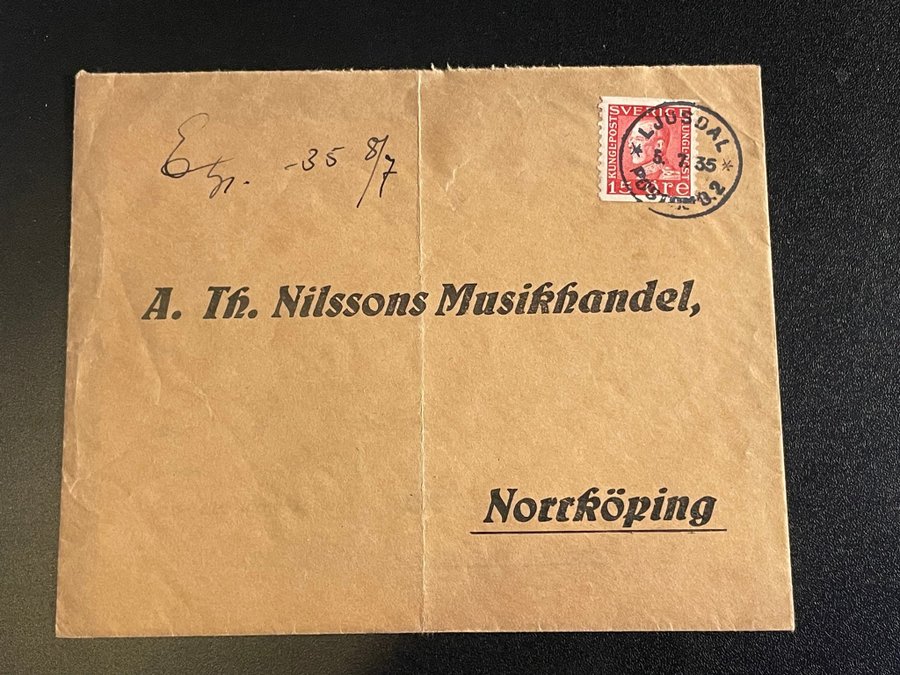 -35 8/7
SVERIGE
KUNGL. POST
KUNGL. POST
15 ÖRE
* LJUSDAL *
5. 7. 35
A. Th. Nilssons Musikhandel,
Norrköping